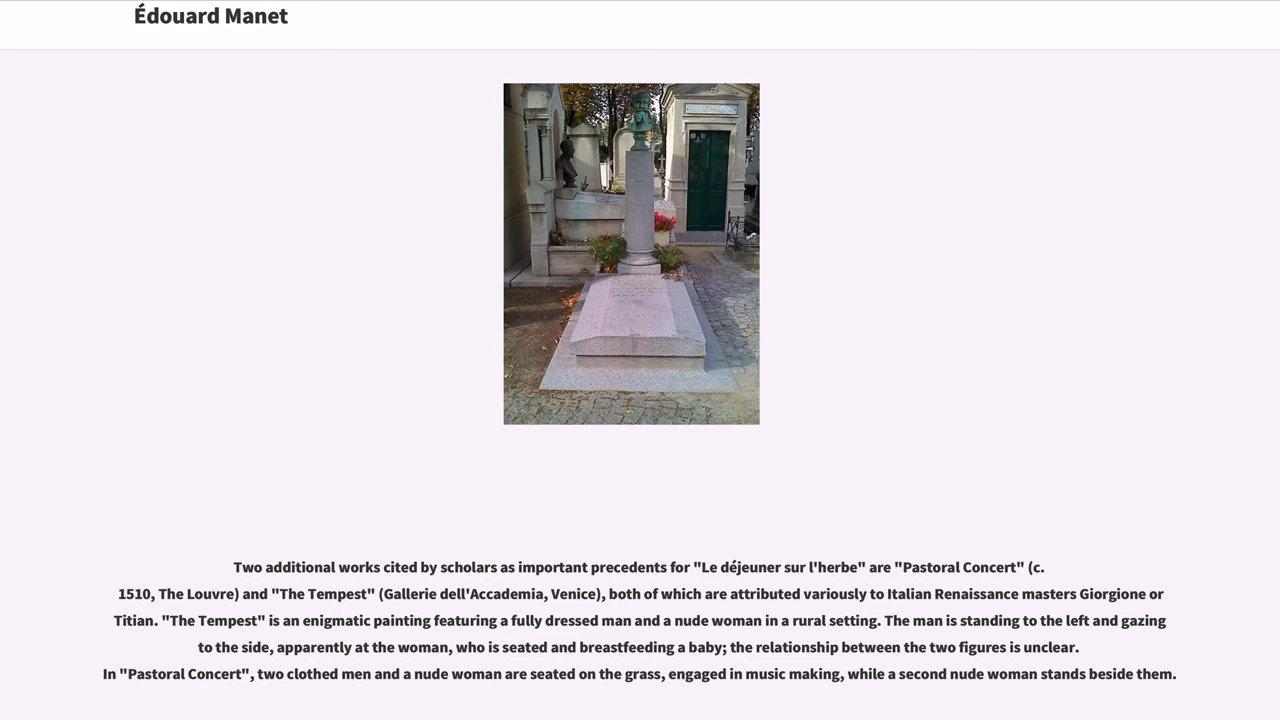 Édouard Manet
Two additional works cited by scholars as important precedents for "Le déjeuner sur l'herbe" are "Pastoral Concert" (c.
1510, The Louvre) and "The Tempest" (Gallerie dell'Accademia, Venice), both of which are attributed variously to Italian Renaissance masters Giorgione or
Titian. "The Tempest" is an enigmatic painting featuring a fully dressed man and a nude woman in a rural setting. The man is standing to the left and gazing
to the side, apparently at the woman, who is seated and breastfeeding a baby; the relationship between the two figures is unclear.
In "Pastoral Concert", two clothed men and a nude woman are seated on the grass, engaged in music making, while a second nude woman stands beside them.